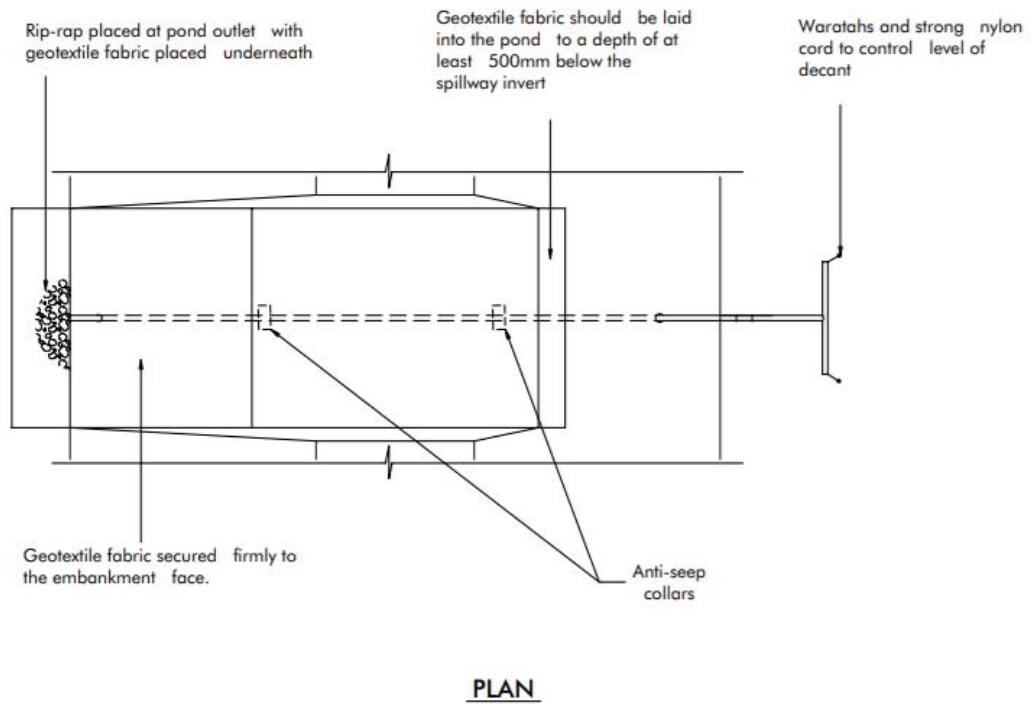 Rip-rap placed at pond outlet with
geotextile fabric placed underneath
Geotextile fabric should be laid
into the pond to a depth of at
least 500mm below the
spillway invert
Waratahs and strong nylon
cord to control level of
decant
Geotextile fabric secured firmly to
the embankment face.
Anti-seep
collars
PLAN